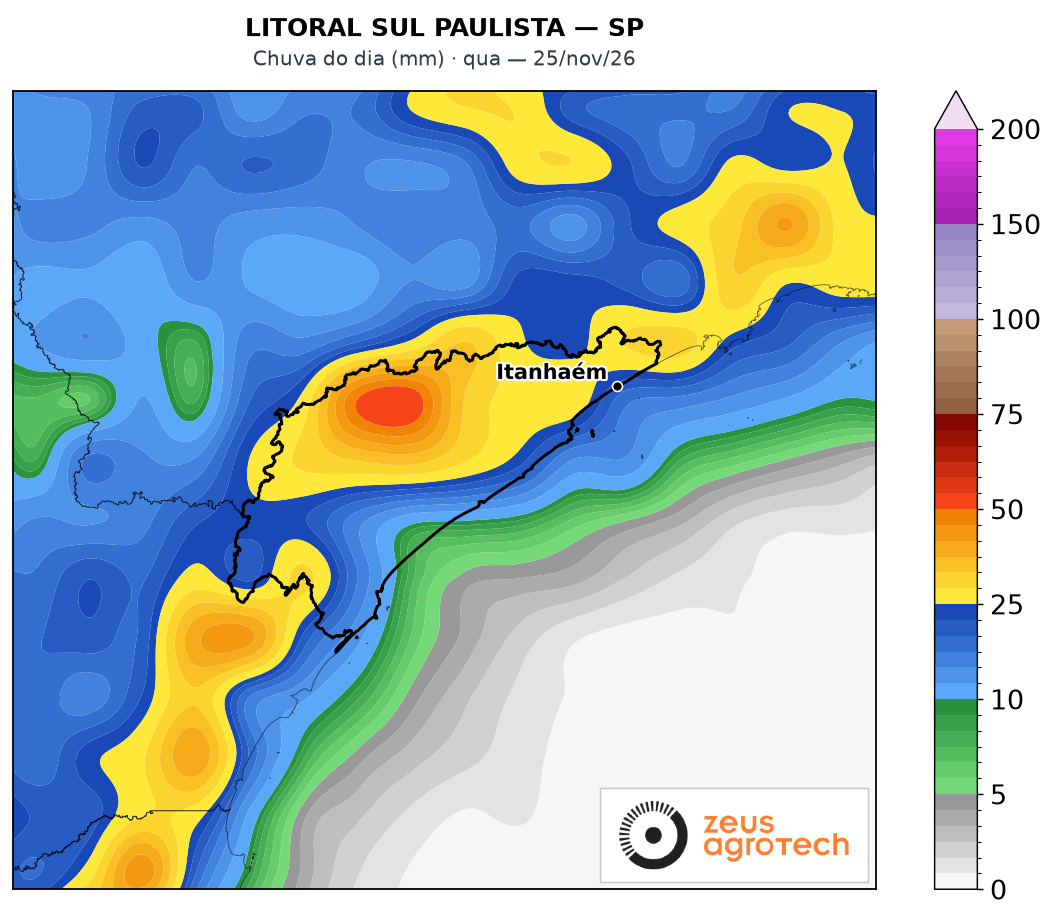 LITORAL SUL PAULISTA — SP
Chuva do dia (mm) · qua — 25/nov/26
Itanhaém
200
150
100
75
50
25
10
5
0
zeus
agrotech